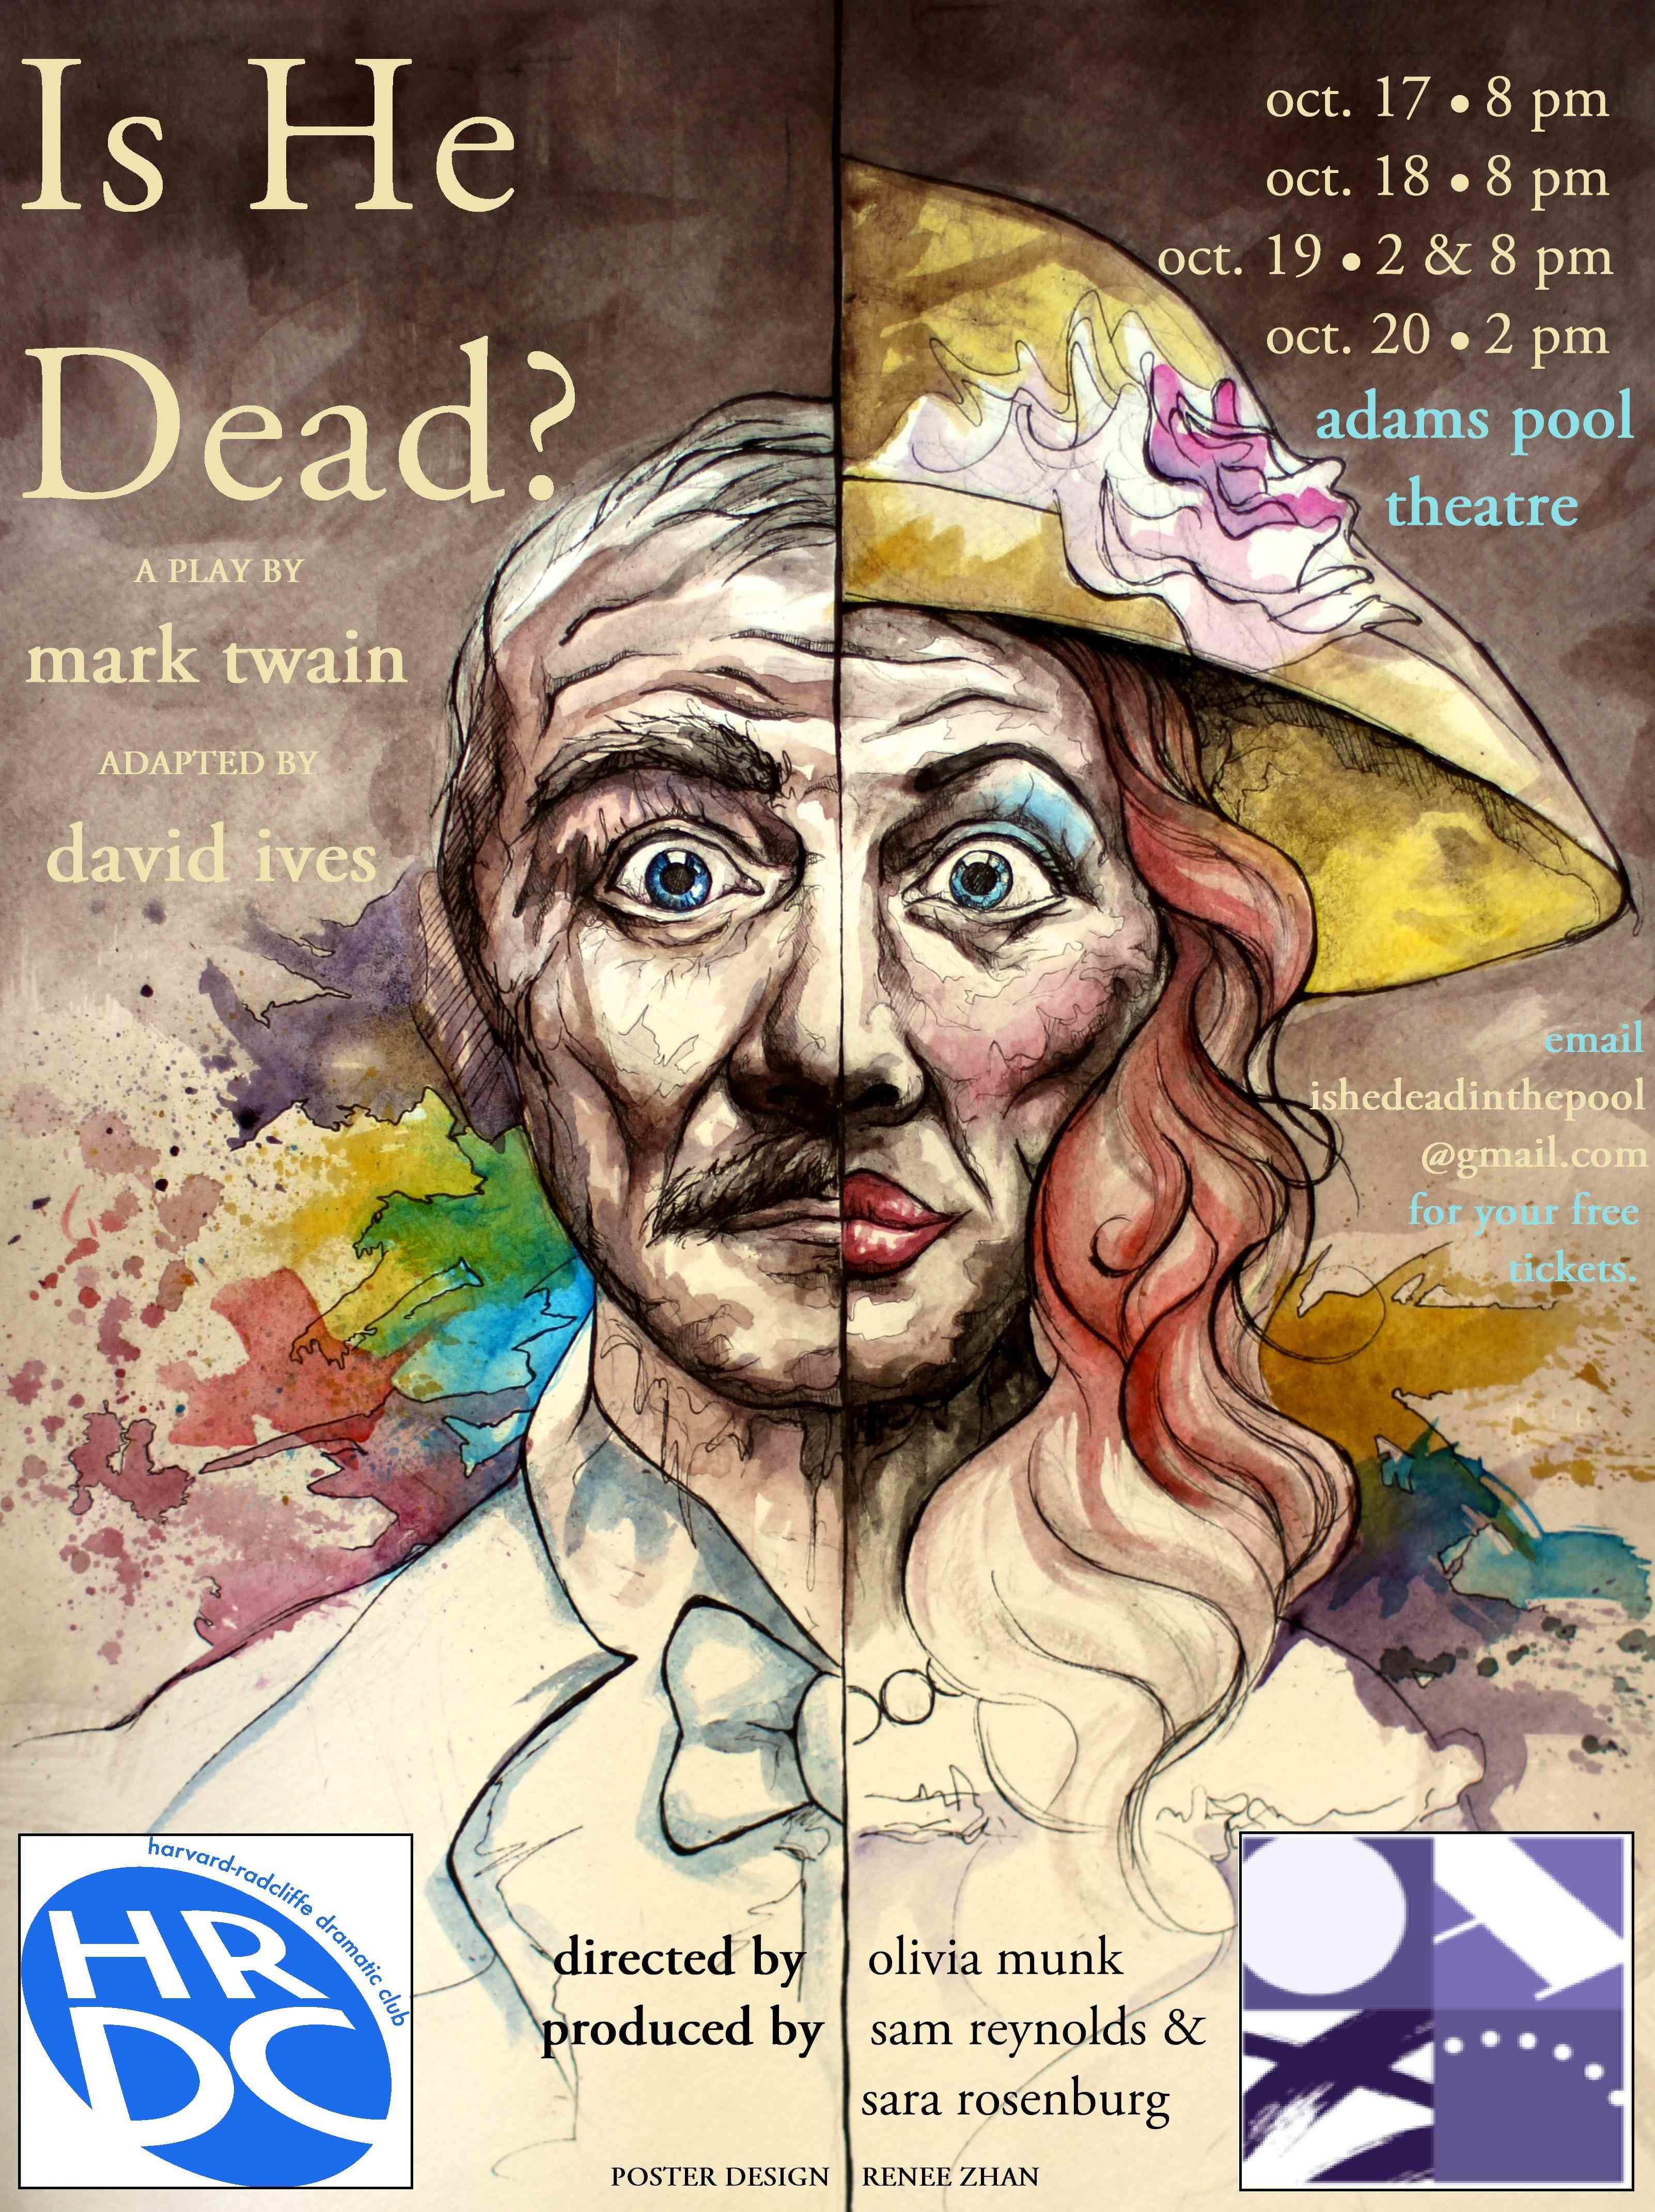 Is He
Dead?
A PLAY BY
mark twain
ADAPTED BY
david ives
oct. 17 • 8 pm
oct. 18 • 8 pm
oct. 19 • 2 & 8 pm
oct. 20 • 2 pm
adams pool
theatre
email
ishedeadinthepool
@gmail.com
for your free
tickets.
harvard-radcliffe dramatic club
HR
DC
directed by olivia munk
produced by sam reynolds &
sara rosenburg
POSTER DESIGN RENEE ZHAN